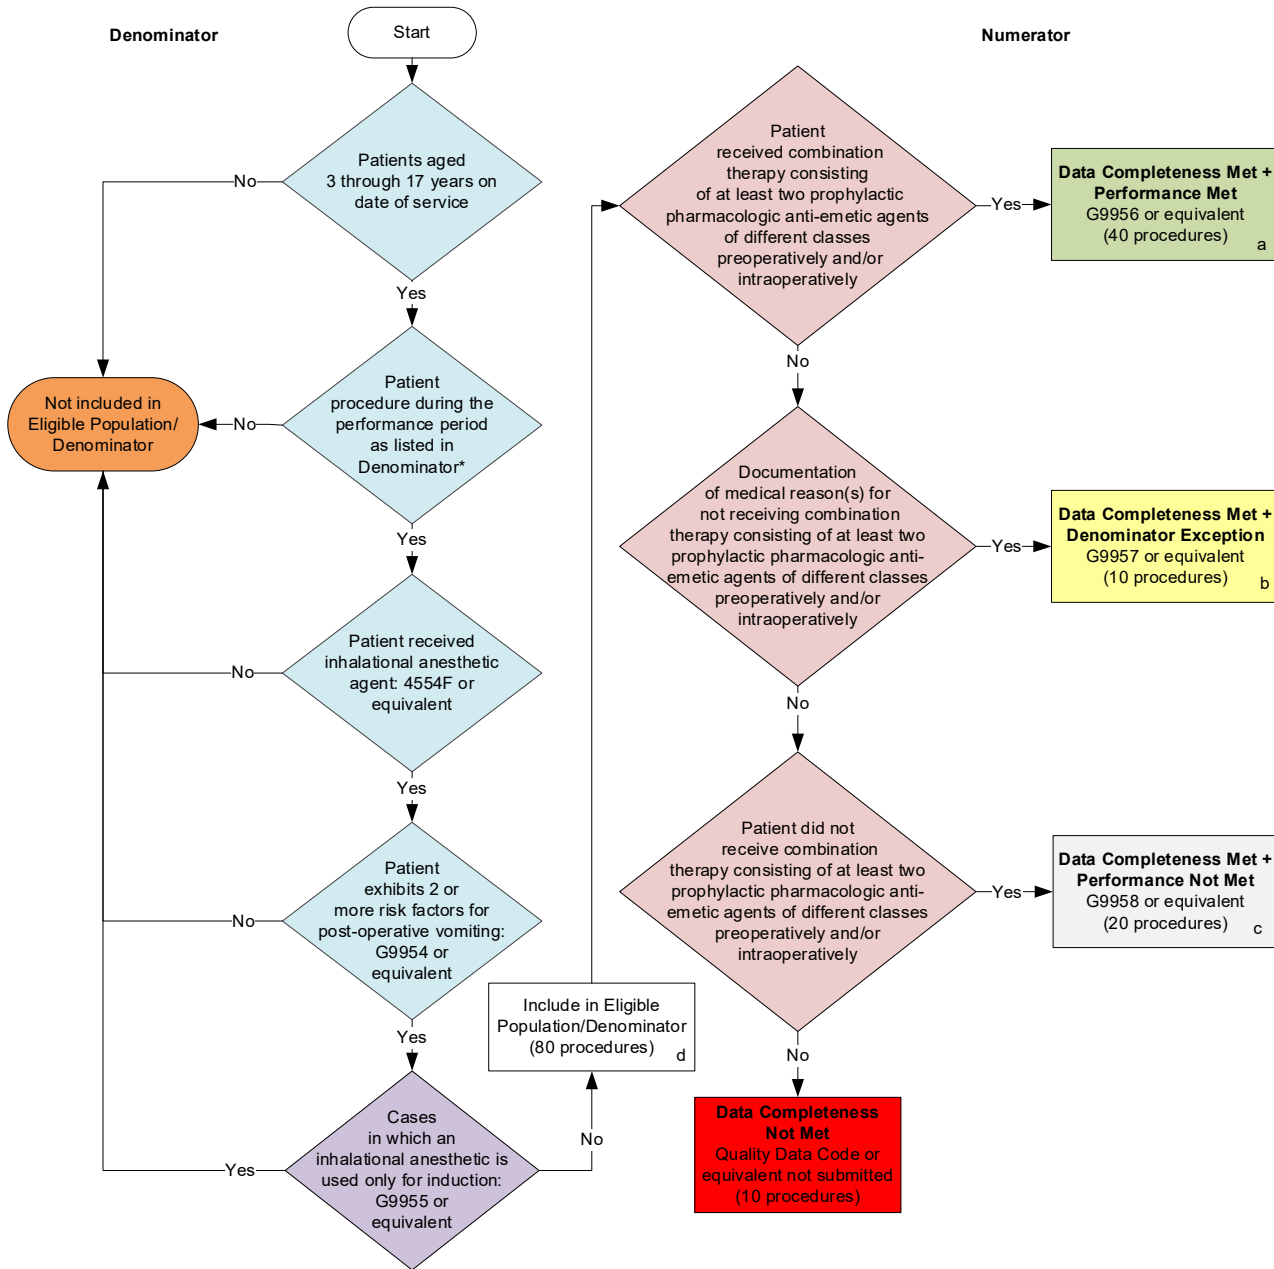 Denominator
Start
Numerator
Patients aged
3 through 17 years on
date of service
No
Yes
Patient
procedure during the
performance period
as listed in
Denominator*
No
Not included in
Eligible Population/
Denominator
Yes
Patient received
inhalational anesthetic
agent: 4554F or
equivalent
No
Yes
Patient
exhibits 2 or
more risk factors for
post-operative vomiting:
G9954 or
equivalent
No
Yes
Cases
in which an
inhalational anesthetic is
used only for induction:
G9955 or
equivalent
Yes
No
Include in Eligible
Population/Denominator
(80 procedures)
d
Patient
received combination
therapy consisting
of at least two prophylactic
pharmacologic anti-emetic agents
of different classes
preoperatively and/or
intraoperatively
Yes
Data Completeness Met +
Performance Met
G9956 or equivalent
(40 procedures)
a
No
Documentation
of medical reason(s) for
not receiving combination
therapy consisting of at least two
prophylactic pharmacologic anti-
emetic agents of different classes
preoperatively and/or
intraoperatively
Yes
Data Completeness Met +
Denominator Exception
G9957 or equivalent
(10 procedures)
b
No
Patient did not
receive combination
therapy consisting of at least two
prophylactic pharmacologic anti-
emetic agents of different classes
preoperatively and/or
intraoperatively
Yes
Data Completeness Met +
Performance Not Met
G9958 or equivalent
(20 procedures)
c
No
Data Completeness
Not Met
Quality Data Code or
equivalent not submitted
(10 procedures)